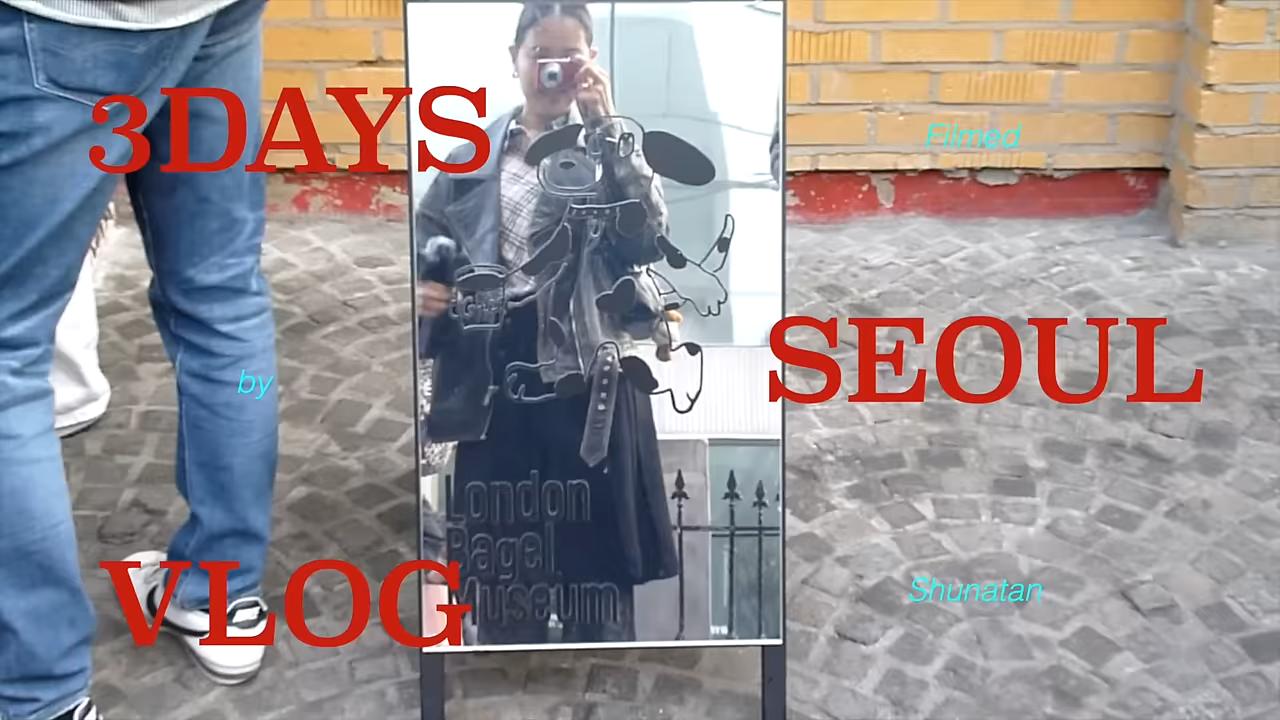 3DAYS
Filmed
SEOUL
by
London
Bagel
Museum
VLOG
Shunatan